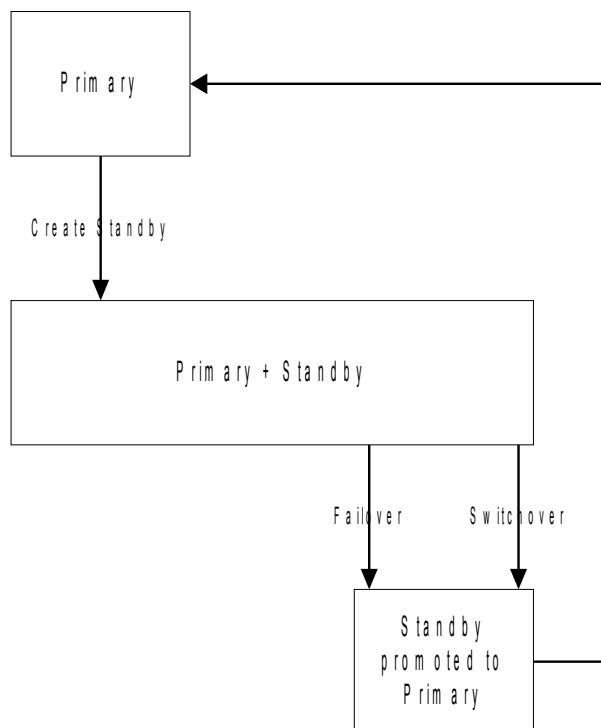 Primary
Create Standby
Primary + Standby
Failover
Switchover
Standby
promoted to
Primary